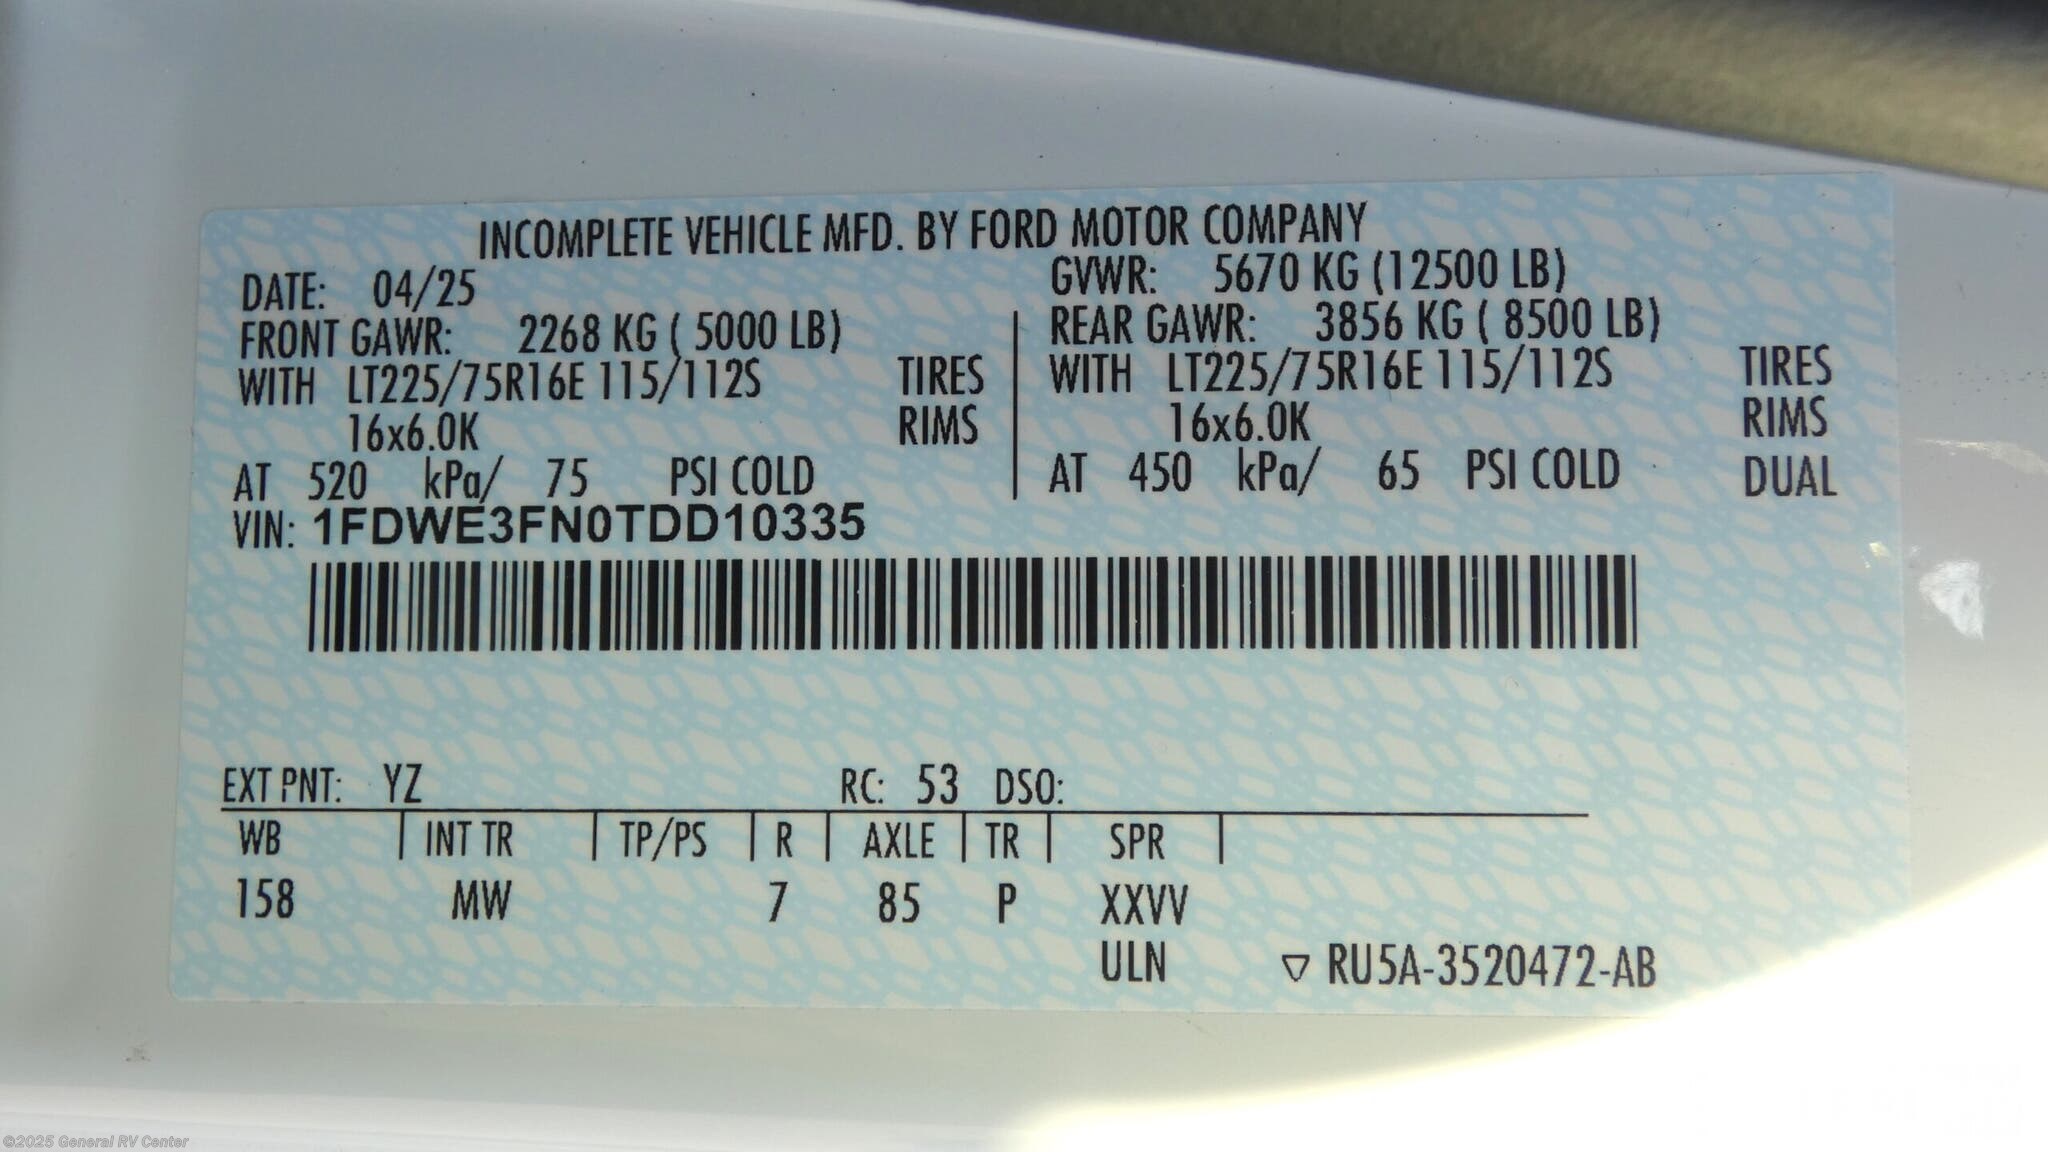 INCOMPLETE VEHICLE MFD. BY FORD MOTOR COMPANY
DATE: 04/25 GVWR: 5670 KG (12500 LB)
FRONT GAWR: 2268 KG ( 5000 LB) REAR GAWR: 3856 KG ( 8500 LB)
WITH LT225/75R16E 115/112S TIRES WITH LT225/75R16E 115/112S TIRES
16x6.0K RIMS 16x6.0K RIMS
AT 520 kPa/ 75 PSI COLD AT 450 kPa/ 65 PSI COLD DUAL
VIN: 1FDWE3FN0TDD10335
EXT PNT: YZ RC: 53 DSO:
WB INT TR TP/PS R AXLE TR SPR
158 MW 7 85 P XXVV
ULN ▽ RU5A-3520472-AB
©2025 General RV Center